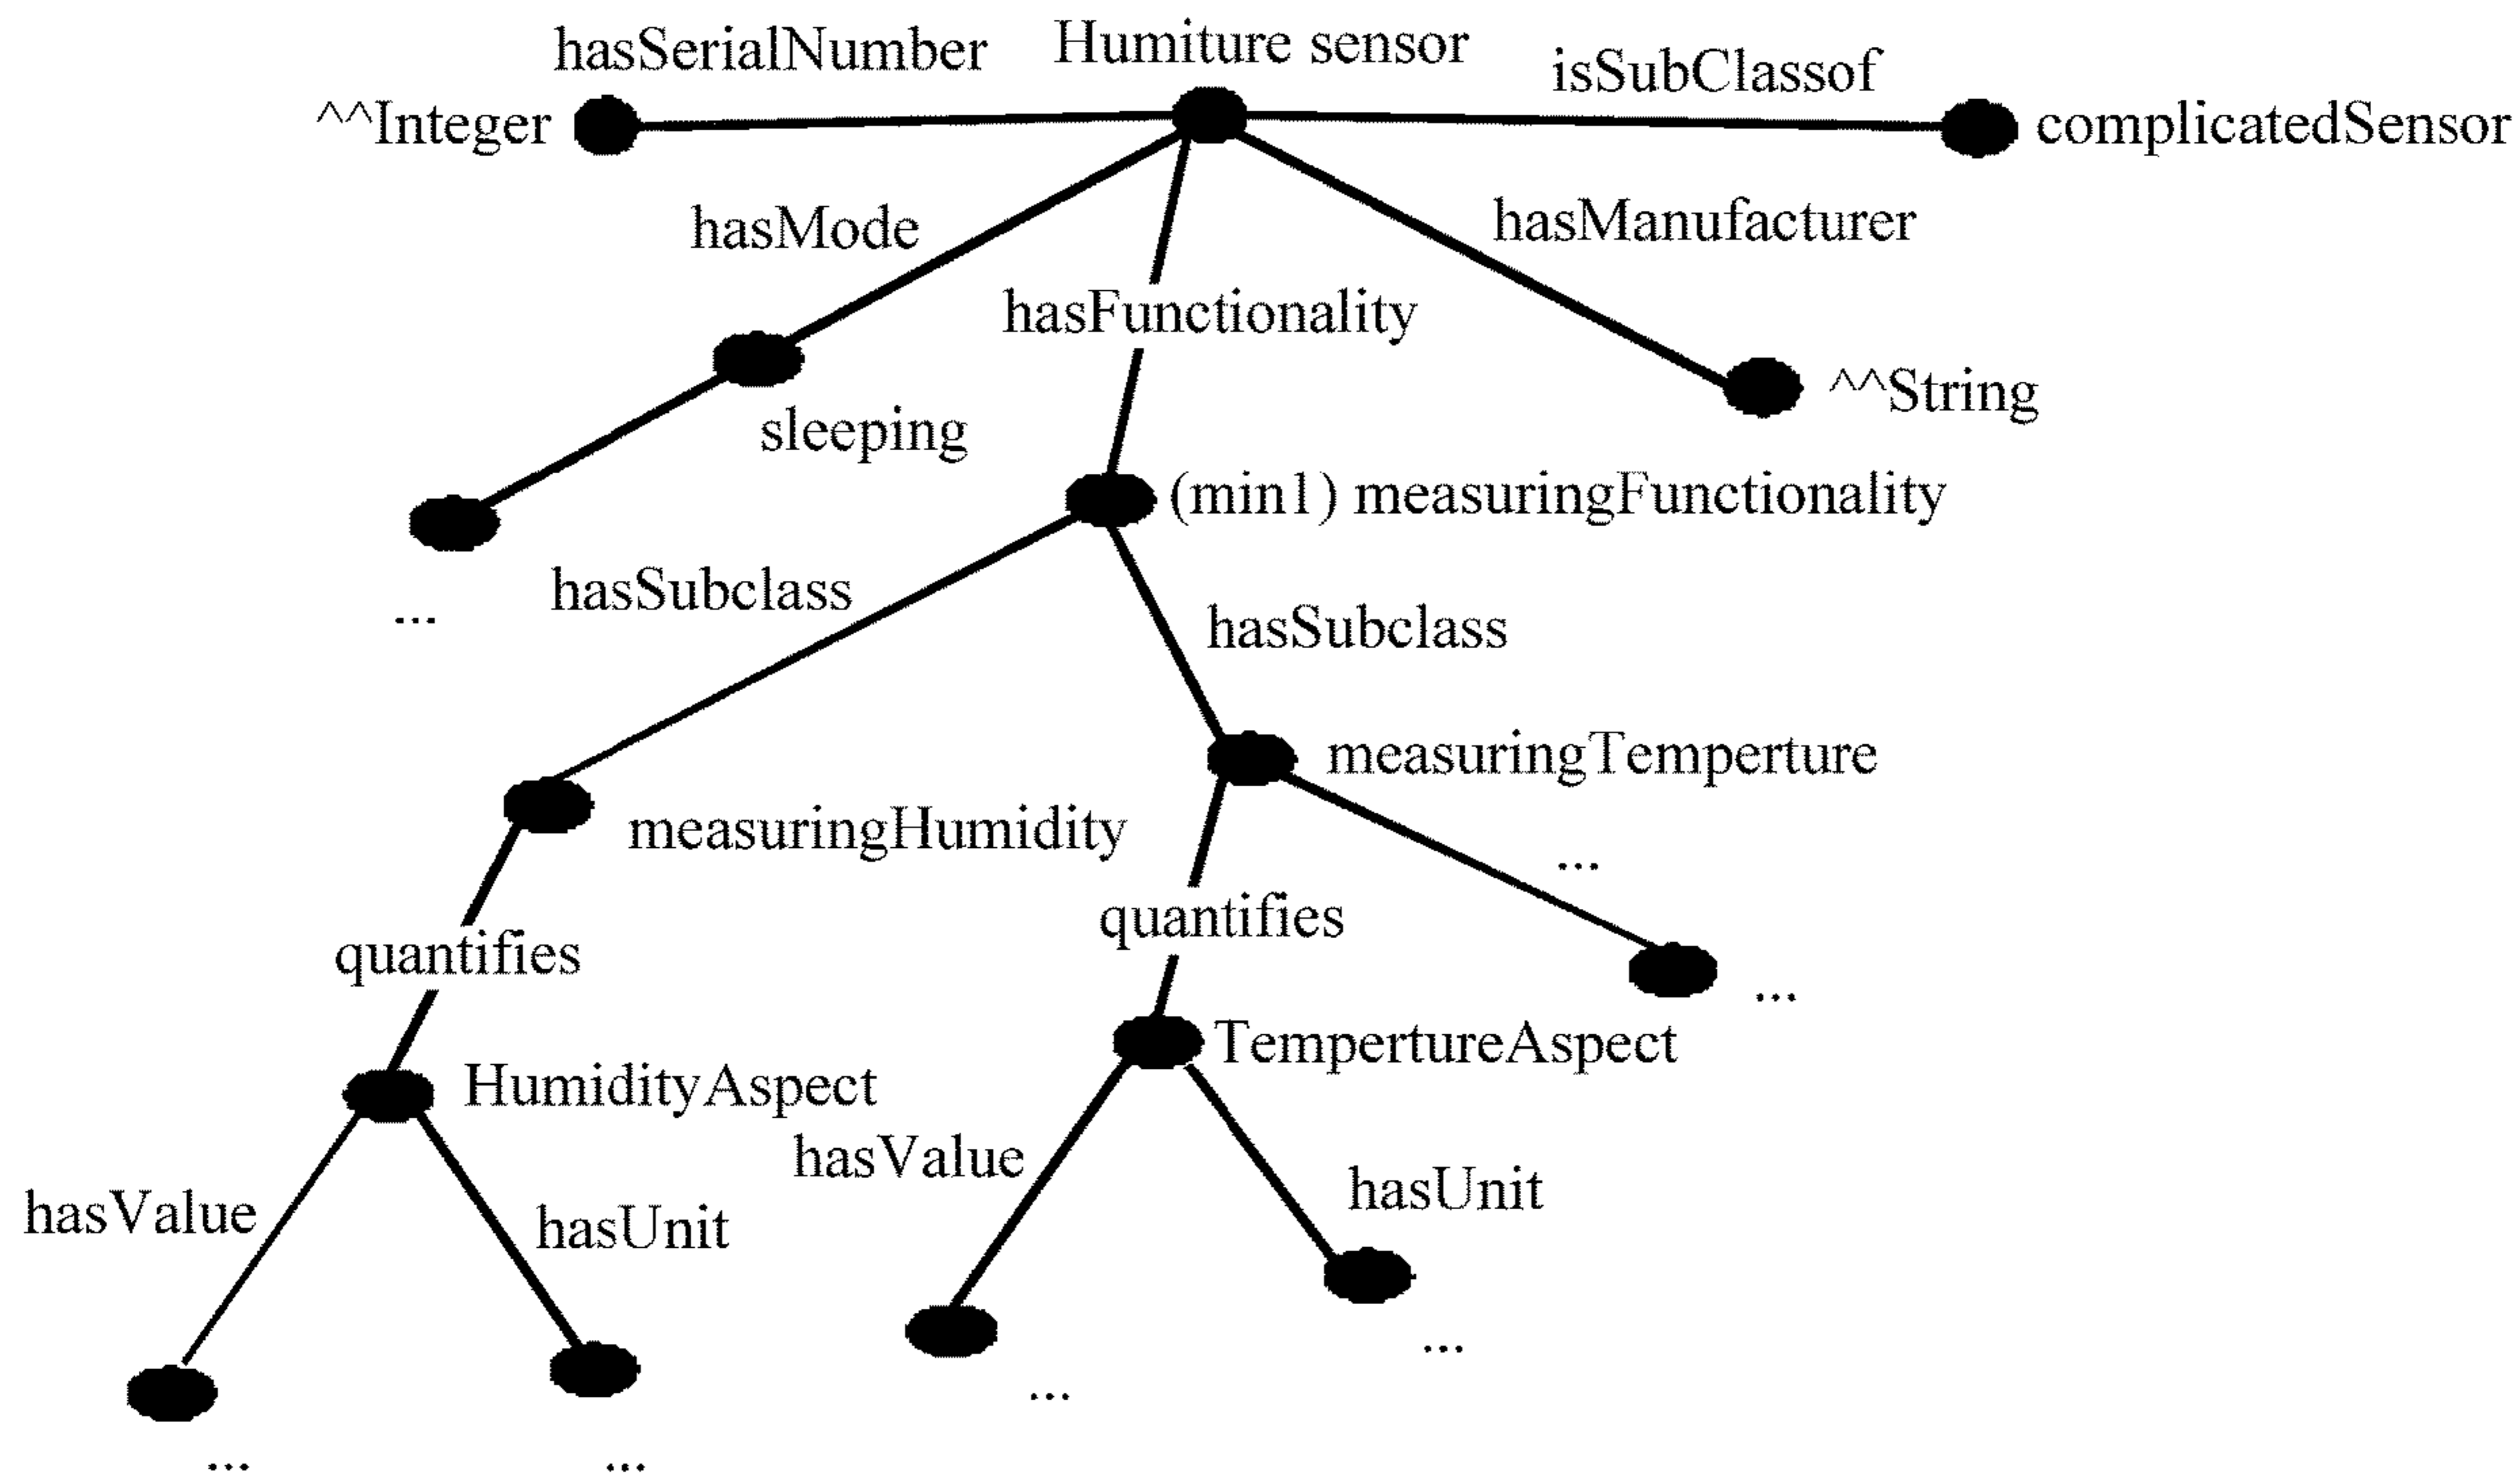 hasSerialNumber
Humiture sensor
isSubClassof
^^Integer
complicatedSensor
hasMode
hasManufacturer
hasFunctionality
^^String
sleeping
(min1) measuringFunctionality
...
hasSubclass
hasSubclass
measuringTemperture
measuringHumidity
...
quantifies
quantifies
...
TempertureAspect
HumidityAspect
hasValue
hasUnit
hasValue
hasUnit
...
...
...
...